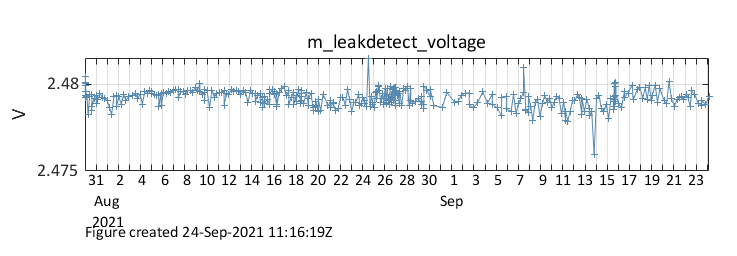 m_leakdetect_voltage
2.48
V
2.475
31 2 4 6 8 10 12 14 16 18 20 22 24 26 28 30 1 3 5 7 9 11 13 15 17 19 21 23
Aug Sep
2021
Figure created 24-Sep-2021 11:16:19Z